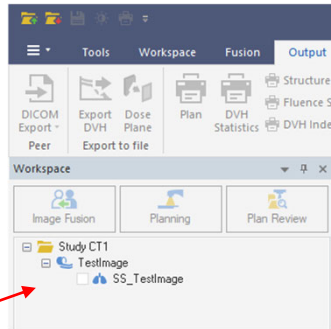 Tools Workspace Fusion Output
DICOM Export Export DVH Dose Plane Plan DVH Statistics Structure
Fluence S
DVH Inde
Peer Export to file
Workspace
Image Fusion Planning Plan Review
Study CT1
TestImage
SS_TestImage